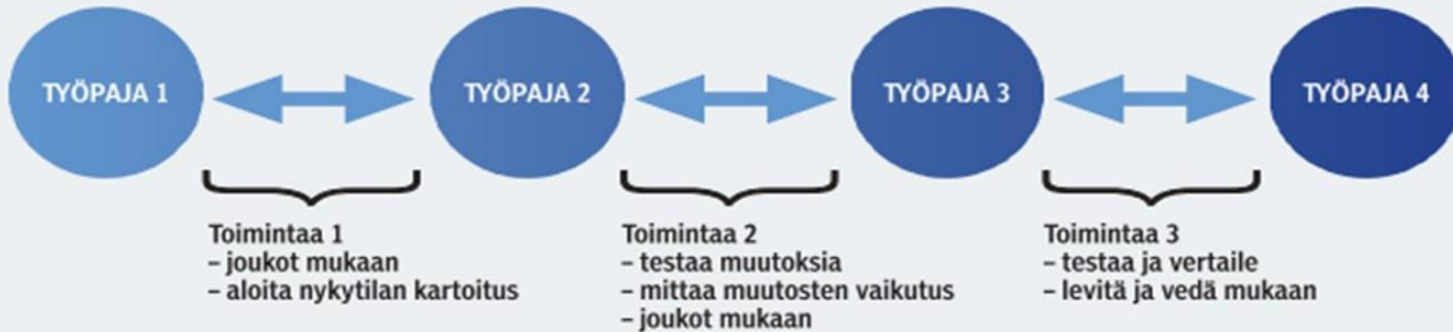 TYÖPAJA 1
TYÖPAJA 2
TYÖPAJA 3
TYÖPAJA 4
Toimintaa 1
– joukot mukaan
– aloita nykytilan kartoitus
Toimintaa 2
– testaa muutoksia
– mittaa muutosten vaikutus
– joukot mukaan
Toimintaa 3
– testaa ja vertaile
– levitä ja vedä mukaan